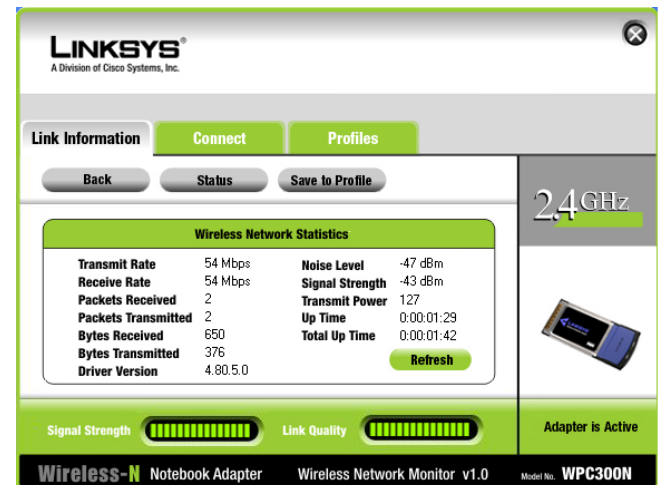 LINKSYS®
A Division of Cisco Systems, Inc.
Link Information Connect Profiles
Back Status Save to Profile
2.4GHz
Wireless Network Statistics
Transmit Rate 54 Mbps
Receive Rate 54 Mbps
Packets Received 2
Packets Transmitted 2
Bytes Received 650
Bytes Transmitted 376
Driver Version 4.80.5.0
Noise Level -47 dBm
Signal Strength -43 dBm
Transmit Power 127
Up Time 0:00:01:29
Total Up Time 0:00:01:42
Refresh
Signal Strength Link Quality Adapter is Active
Wireless-N Notebook Adapter Wireless Network Monitor v1.0 Model No. WPC300N